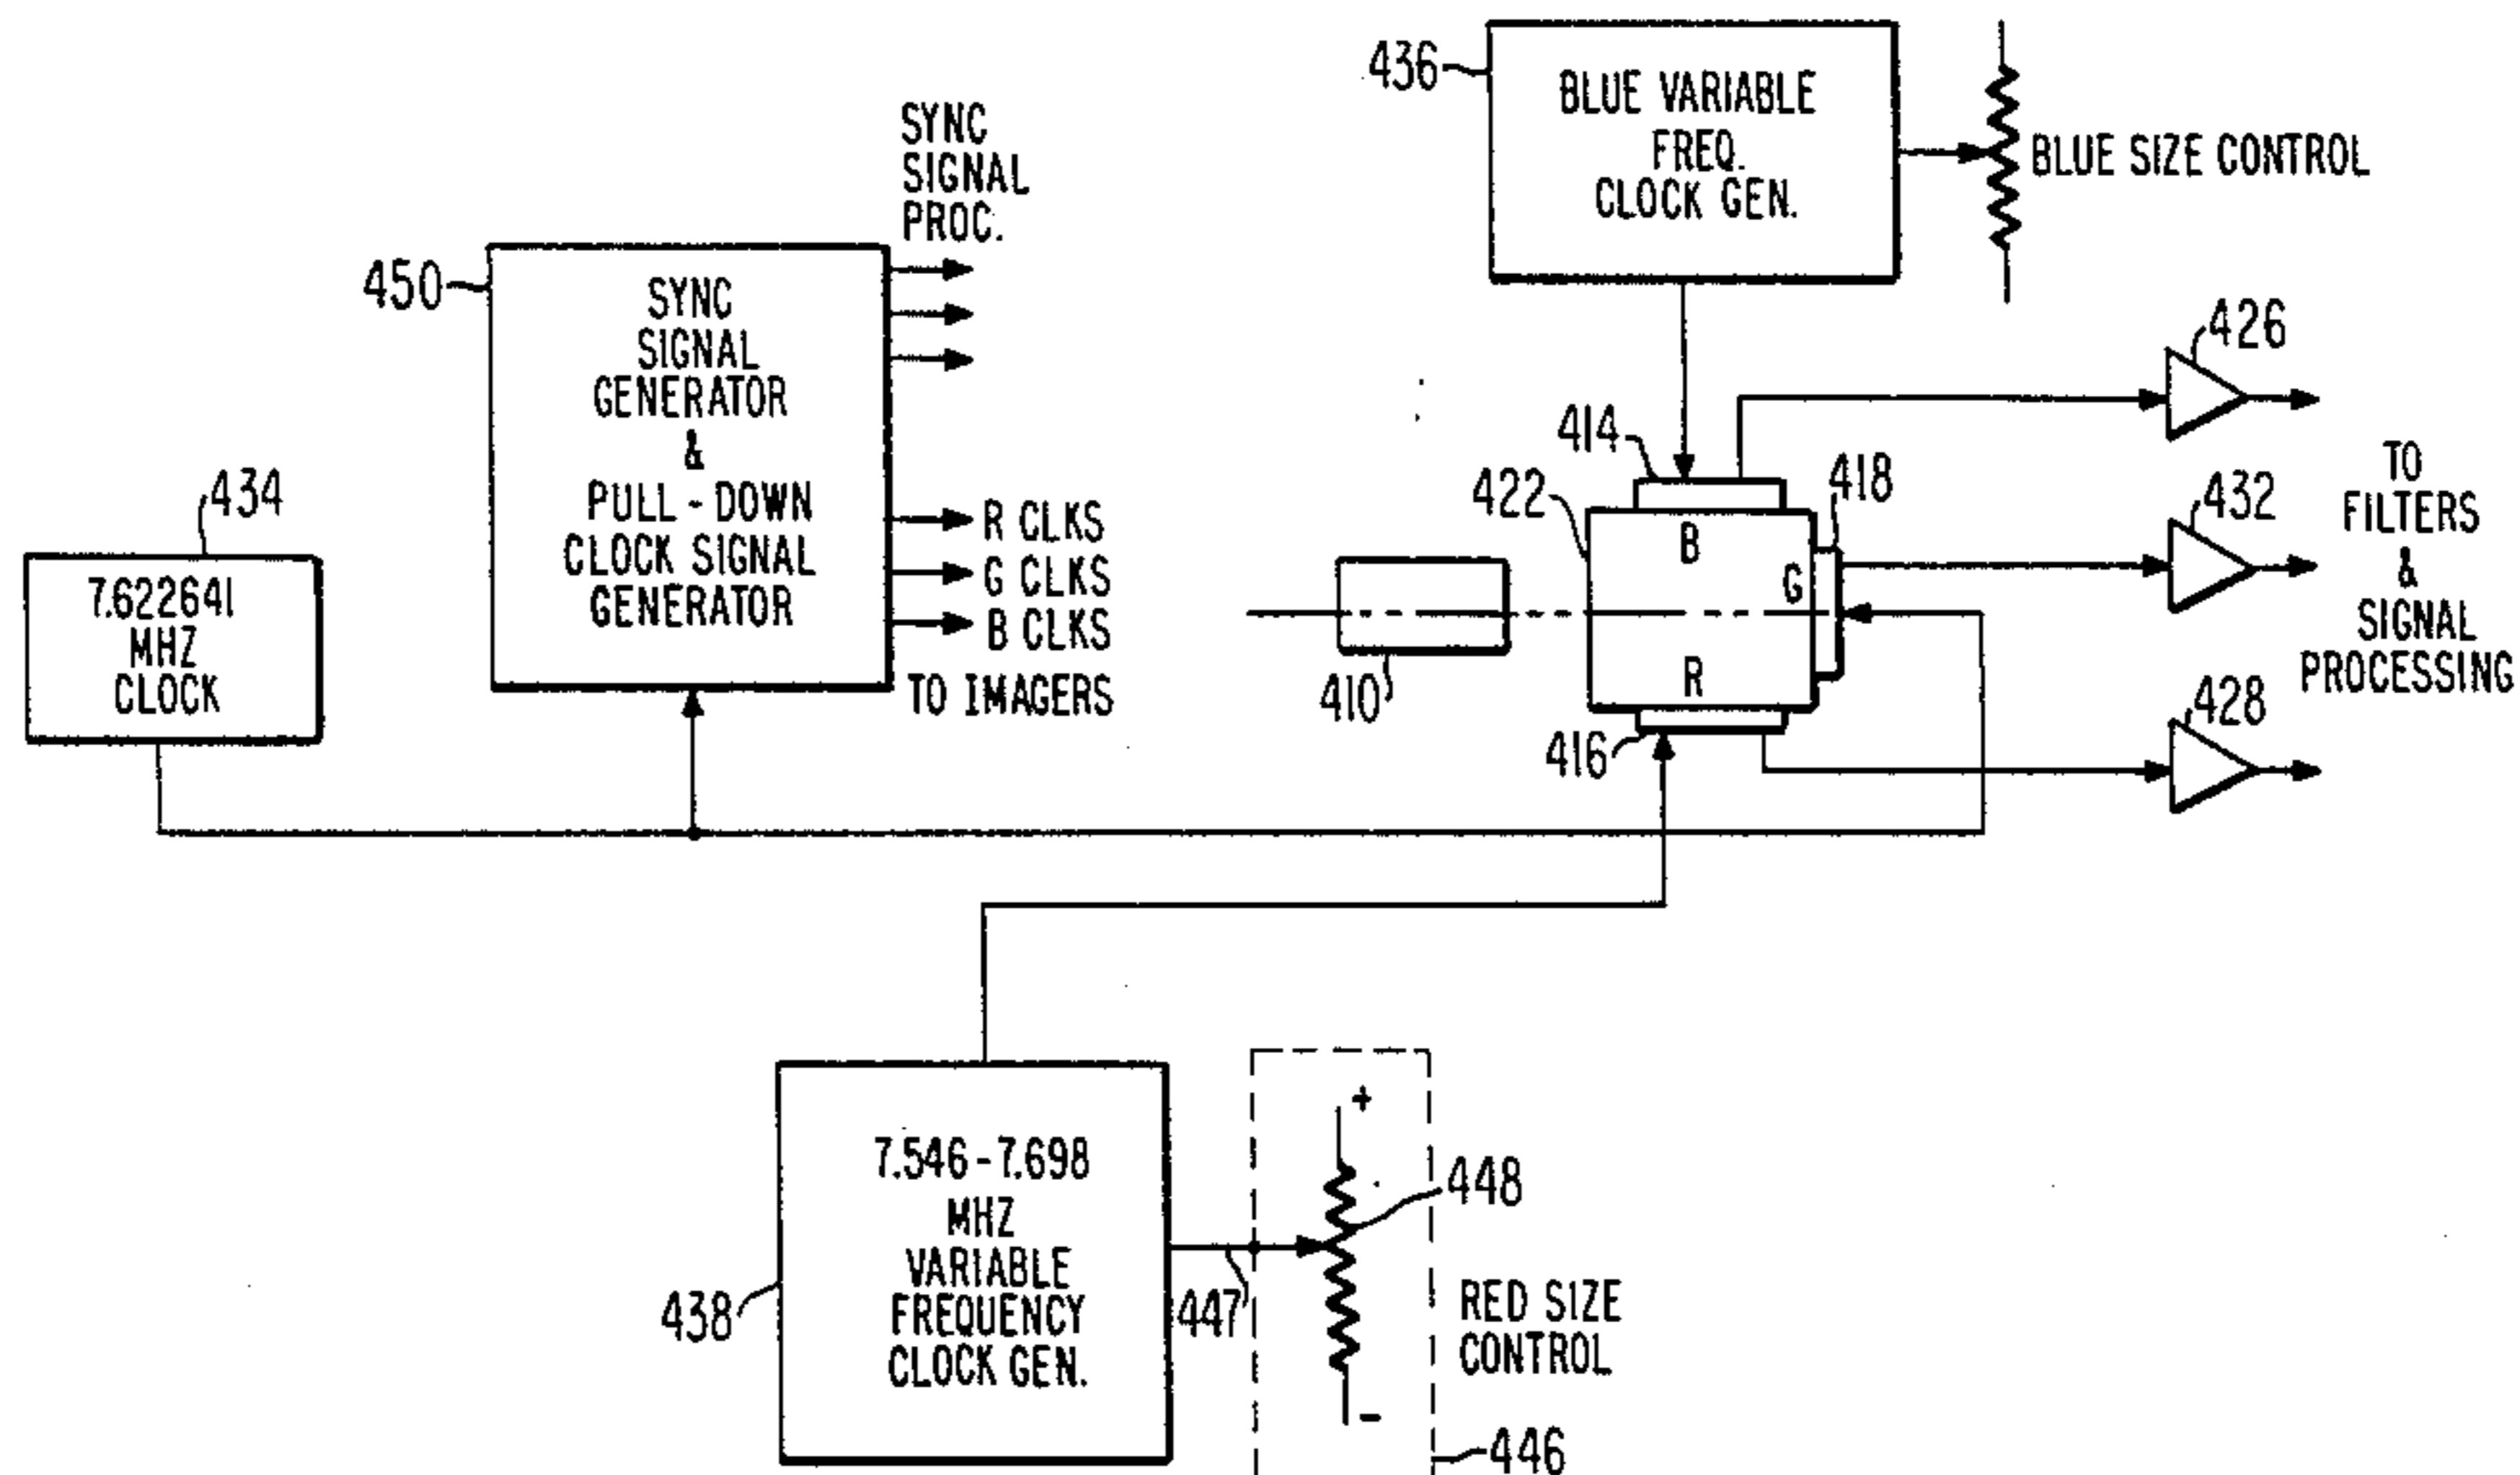 436
BLUE VARIABLE
FREQ.
CLOCK GEN.
BLUE SIZE CONTROL
SYNC
SIGNAL
PROC.
450
SYNC
SIGNAL
GENERATOR
&
PULL-DOWN
CLOCK SIGNAL
GENERATOR
R CLKS
G CLKS
B CLKS
TO IMAGERS
434
7.622641
MHZ
CLOCK
426
414
418
422
432
B
G
R
410
416
428
TO
FILTERS
&
SIGNAL
PROCESSING
7.546-7.698
MHZ
VARIABLE
FREQUENCY
CLOCK GEN.
438
447
+
448
-
RED SIZE
CONTROL
446